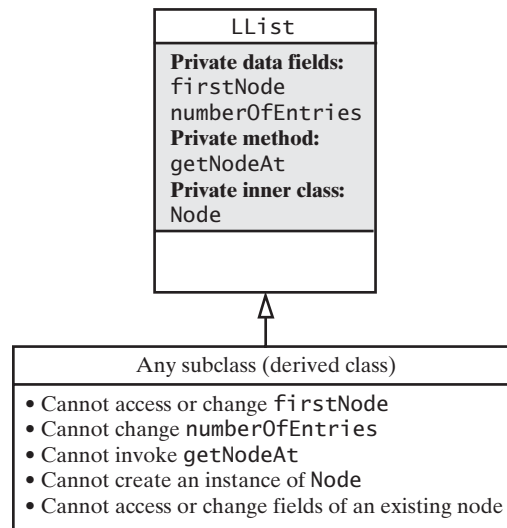 LList
Private data fields:
firstNode
numberOfEntries
Private method:
getNodeAt
Private inner class:
Node
Any subclass (derived class)
• Cannot access or change firstNode
• Cannot change numberOfEntries
• Cannot invoke getNodeAt
• Cannot create an instance of Node
• Cannot access or change fields of an existing node